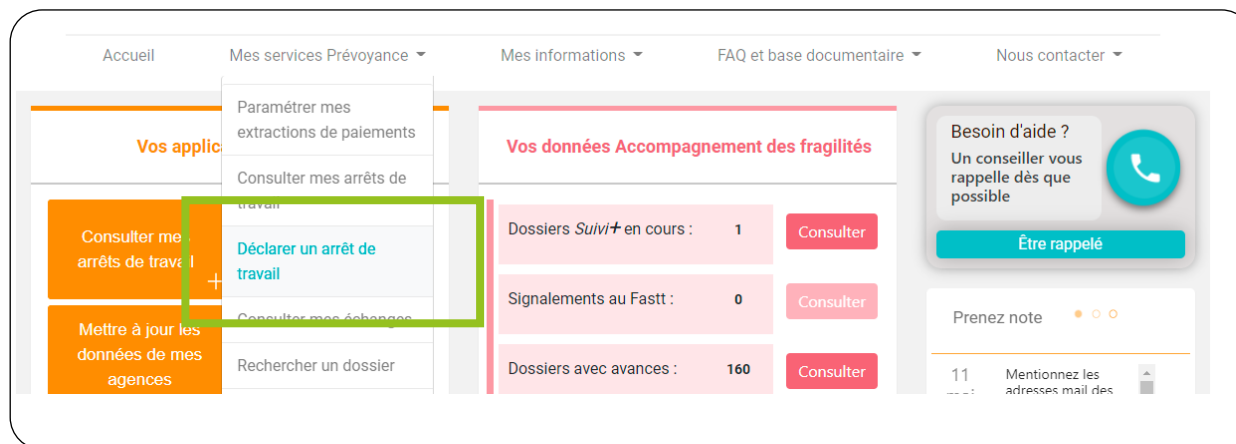 Accueil
Mes services Prévoyance
Mes informations
FAQ et base documentaire
Nous contacter
Vos applic
Consulter mes
arrêts de travail
+
Mettre à jour les
données de mes
agences
Paramétrer mes
extractions de paiements
Consulter mes arrêts de
travail
Déclarer un arrêt de
travail
Consulter mes échanges
Rechercher un dossier
Vos données Accompagnement des fragilités
Dossiers Suivi+ en cours : 1 Consulter
Signalements au Fastt : 0 Consulter
Dossiers avec avances : 160 Consulter
Besoin d'aide ?
Un conseiller vous
rappelle dès que
possible
Être rappelé
Prenez note
11 Mentionnez les
mai adresses mail des